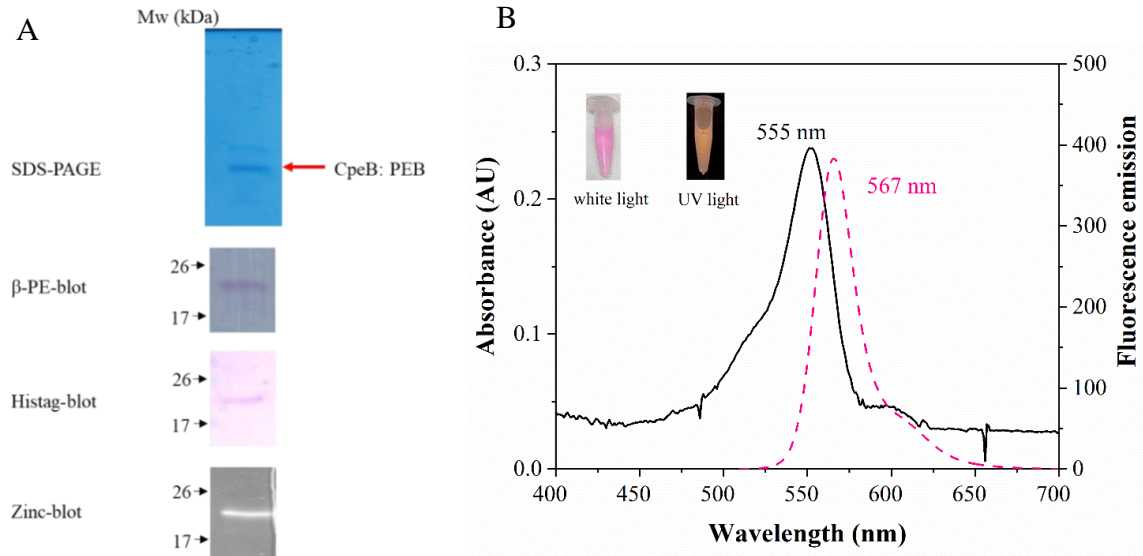 A
Mw (kDa)
SDS-PAGE
CpeB: PEB
β-PE-blot
26
17
Histag-blot
26
17
Zinc-blot
26
17
B
0.3
0.2
0.1
0.0
Absorbance (AU)
500
400
300
200
100
0
Fluorescence emission
555 nm
567 nm
white light
UV light
400
450
500
550
600
650
700
Wavelength (nm)